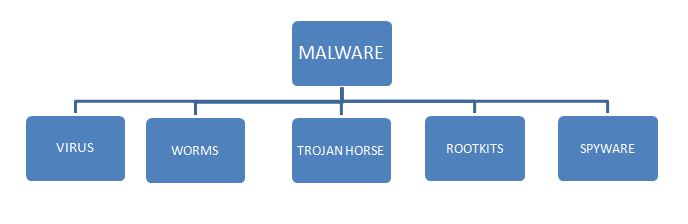 MALWARE
VIRUS
WORMS
TROJAN HORSE
ROOTKITS
SPYWARE